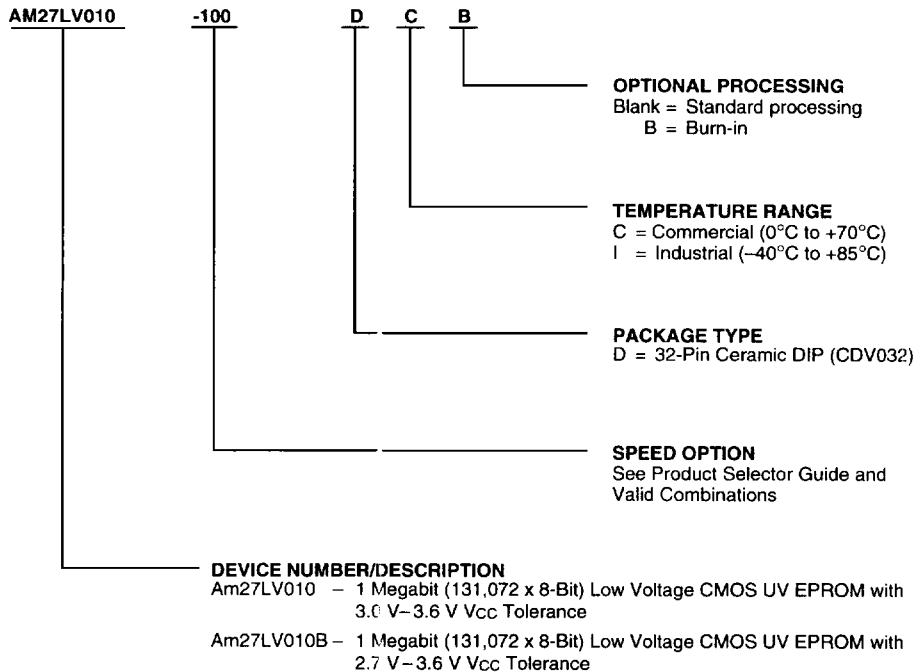 AM27LV010 -100 D C B
OPTIONAL PROCESSING
Blank = Standard processing
B = Burn-in
TEMPERATURE RANGE
C = Commercial (0°C to +70°C)
I = Industrial (–40°C to +85°C)
PACKAGE TYPE
D = 32-Pin Ceramic DIP (CDV032)
SPEED OPTION
See Product Selector Guide and
Valid Combinations
DEVICE NUMBER/DESCRIPTION
Am27LV010 – 1 Megabit (131,072 x 8-Bit) Low Voltage CMOS UV EPROM with
3.0 V–3.6 V VCC Tolerance
Am27LV010B – 1 Megabit (131,072 x 8-Bit) Low Voltage CMOS UV EPROM with
2.7 V–3.6 V VCC Tolerance